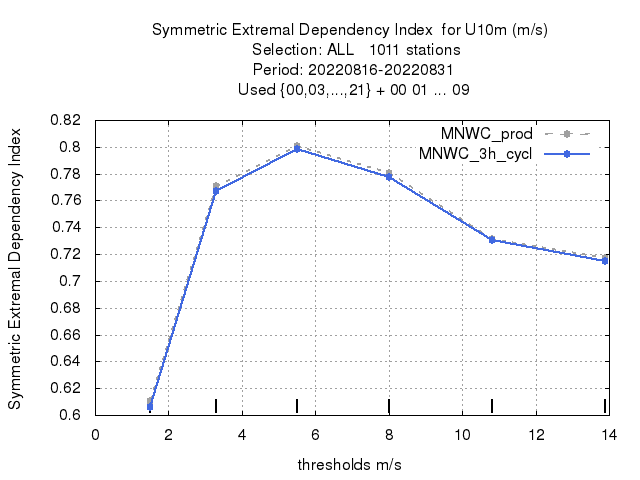 Symmetric Extremal Dependency Index  for U10m (m/s)
Selection: ALL   1011 stations
Period: 20220816-20220831
Used {00,03,...,21} + 00 01 ... 09
Symmetric Extremal Dependency Index
0.82
0.8
0.78
0.76
0.74
0.72
0.7
0.68
0.66
0.64
0.62
0.6
MNWC_prod
MNWC_3h_cycl
0 2 4 6 8 10 12 14
thresholds m/s